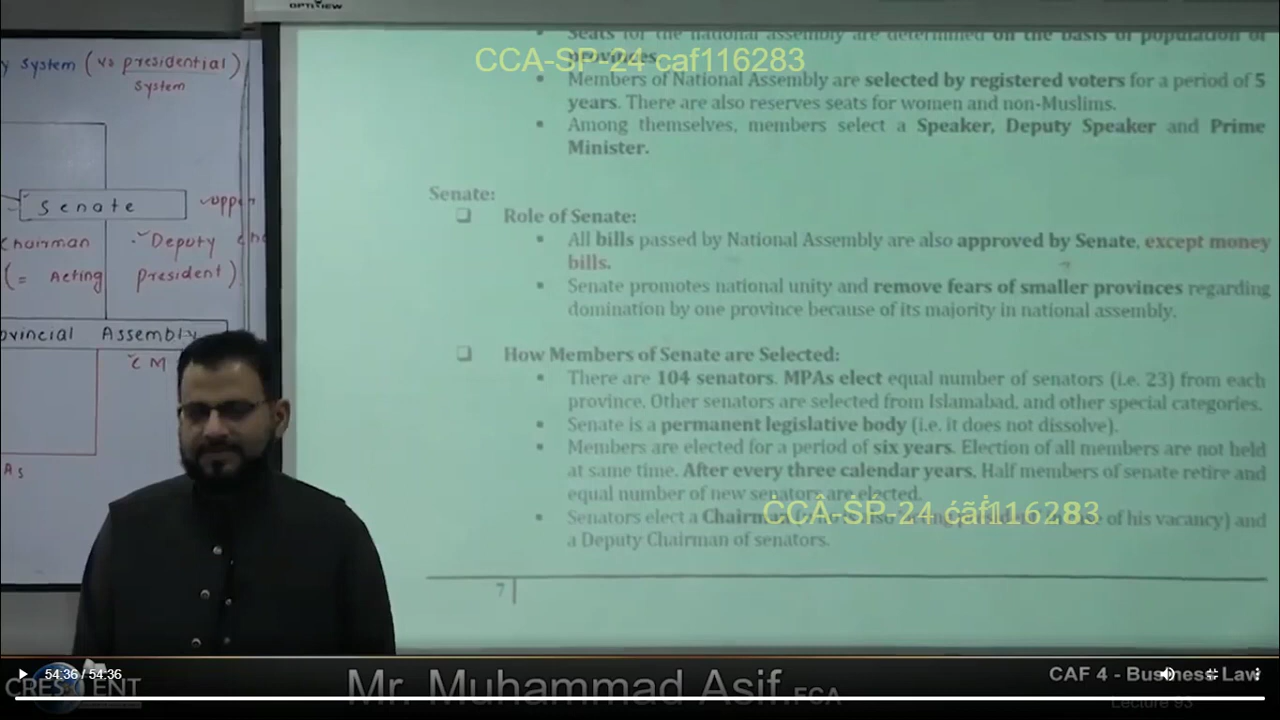 OPTIVIEW
y system (vs presidential)
system
Senate
Chairman
Deputy
(= Acting president)
ovincial Assembly
CM
As
Seats for the national assembly are determined on the basis of population of
provinces.
CCA-SP-24 caf116283
Members of National Assembly are selected by registered voters for a period of 5
years. There are also reserves seats for women and non-Muslims.
Among themselves, members select a Speaker, Deputy Speaker and Prime
Minister.
Senate:
Role of Senate:
All bills passed by National Assembly are also approved by Senate, except money
bills.
Senate promotes national unity and remove fears of smaller provinces regarding
domination by one province because of its majority in national assembly.
How Members of Senate are Selected:
There are 104 senators. MPAs elect equal number of senators (i.e. 23) from each
province. Other senators are selected from Islamabad, and other special categories.
Senate is a permanent legislative body (i.e. it does not dissolve).
Members are elected for a period of six years. Election of all members are not held
at same time. After every three calendar years, Half members of senate retire and
equal number of new senators are elected.
CCA-SP-24 caf116283
Senators elect a of his vacancy) and
a Deputy Chairman of senators.
7
54:36 / 54:36
CRESCENT
Mr. Muhammad Asif, FCA
CAF 4 - Business Law
Lecture 93